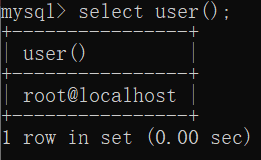 mysql> select user();
+----------------+
| user()         |
+----------------+
| root@localhost |
+----------------+
1 row in set (0.00 sec)